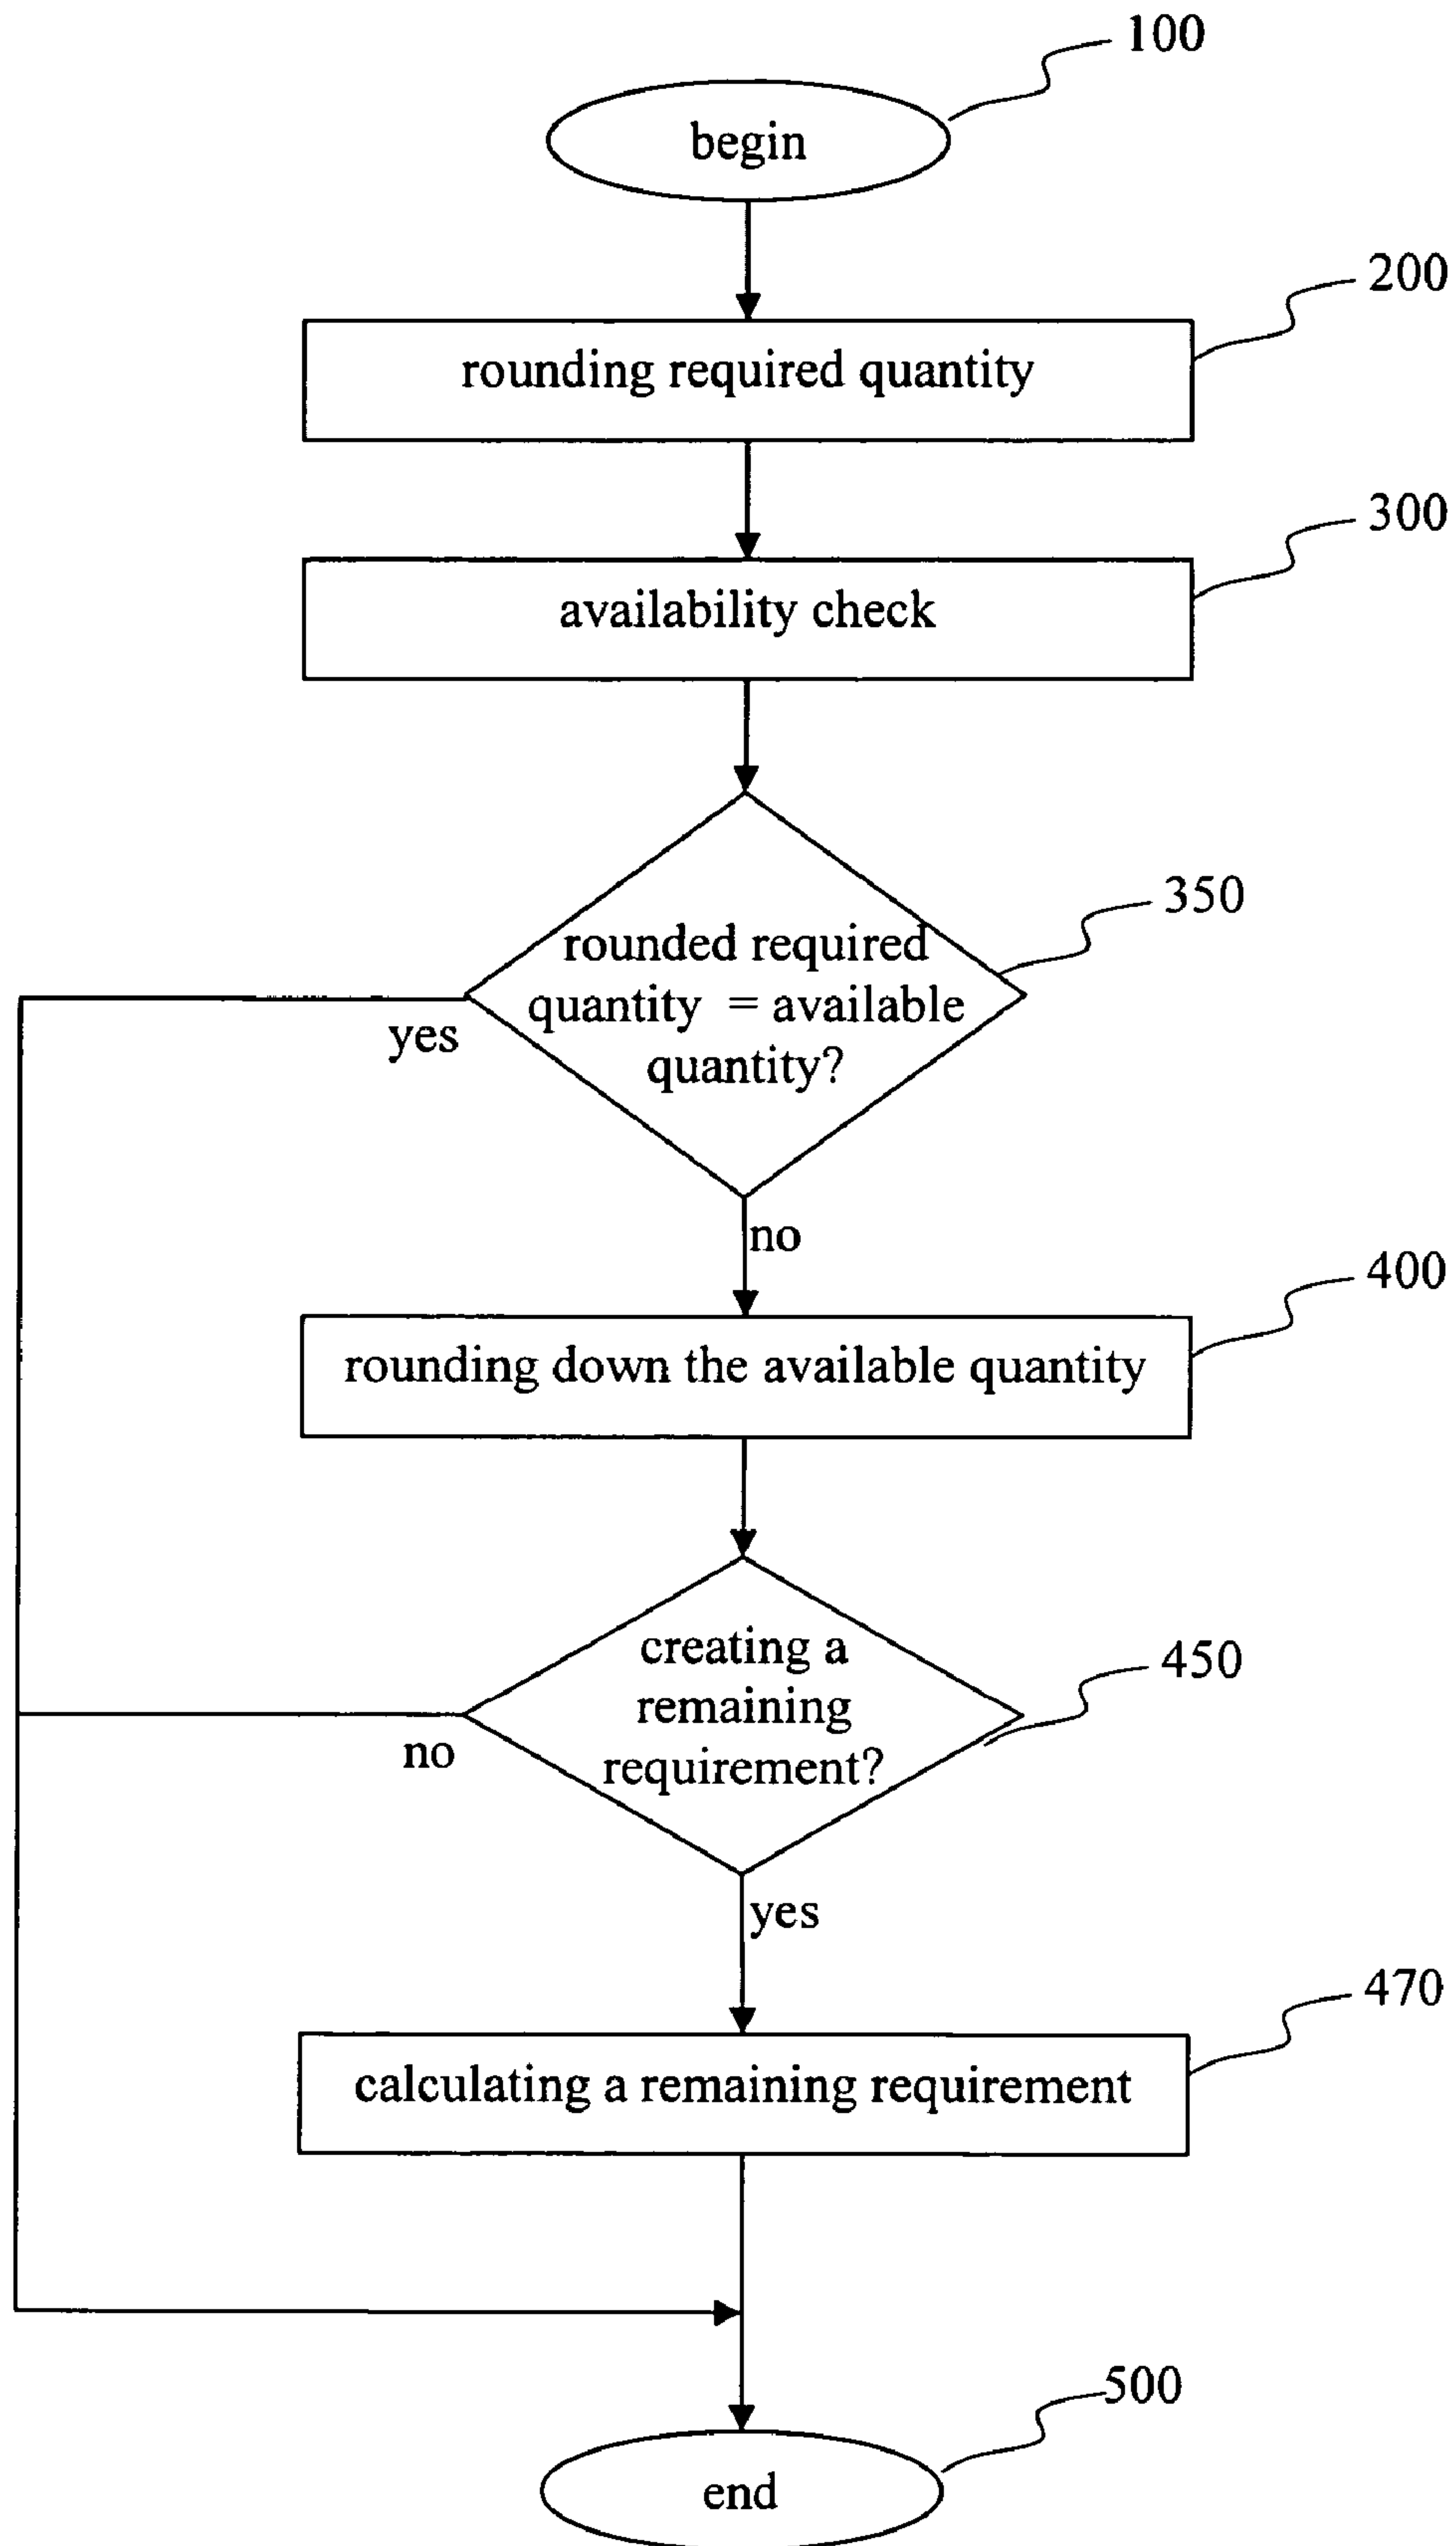 100
begin
200
rounding required quantity
300
availability check
350
rounded required
quantity = available
quantity?
yes
no
400
rounding down the available quantity
450
creating a
remaining
requirement?
no
yes
470
calculating a remaining requirement
500
end